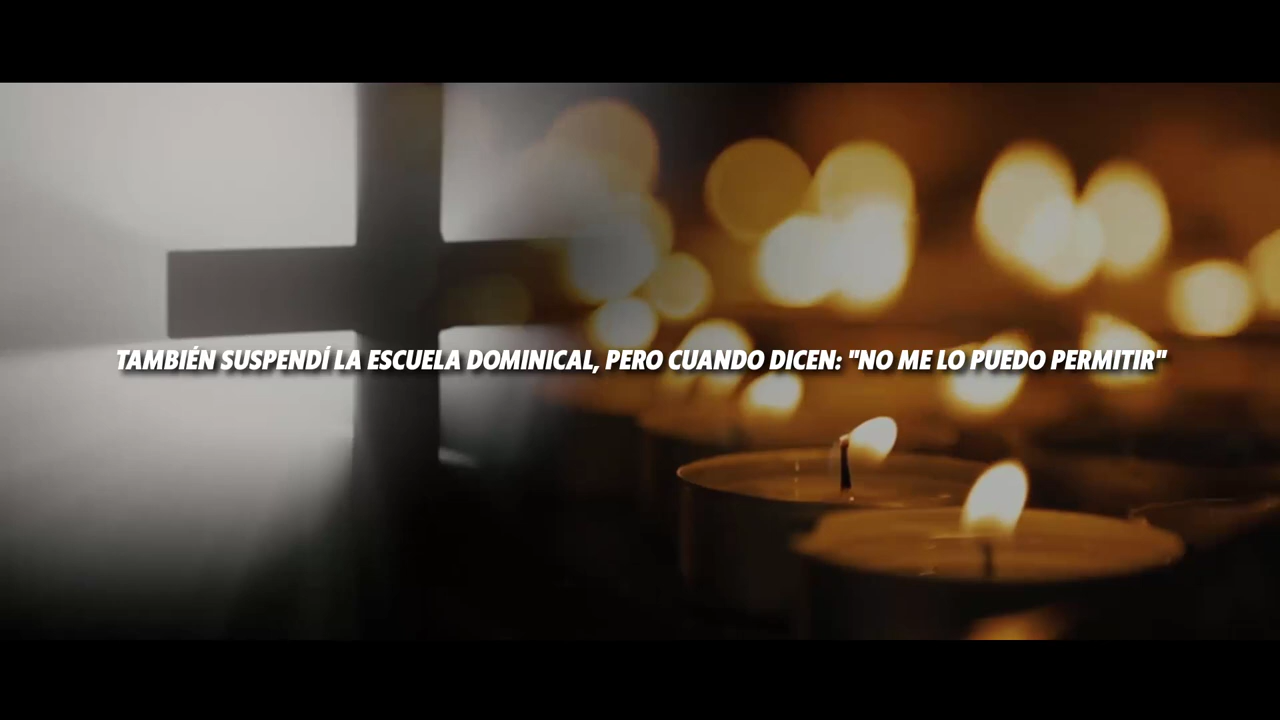 TAMBIÉN SUSPENDÍ LA ESCUELA DOMINICAL, PERO CUANDO DICEN: "NO ME LO PUEDO PERMITIR"